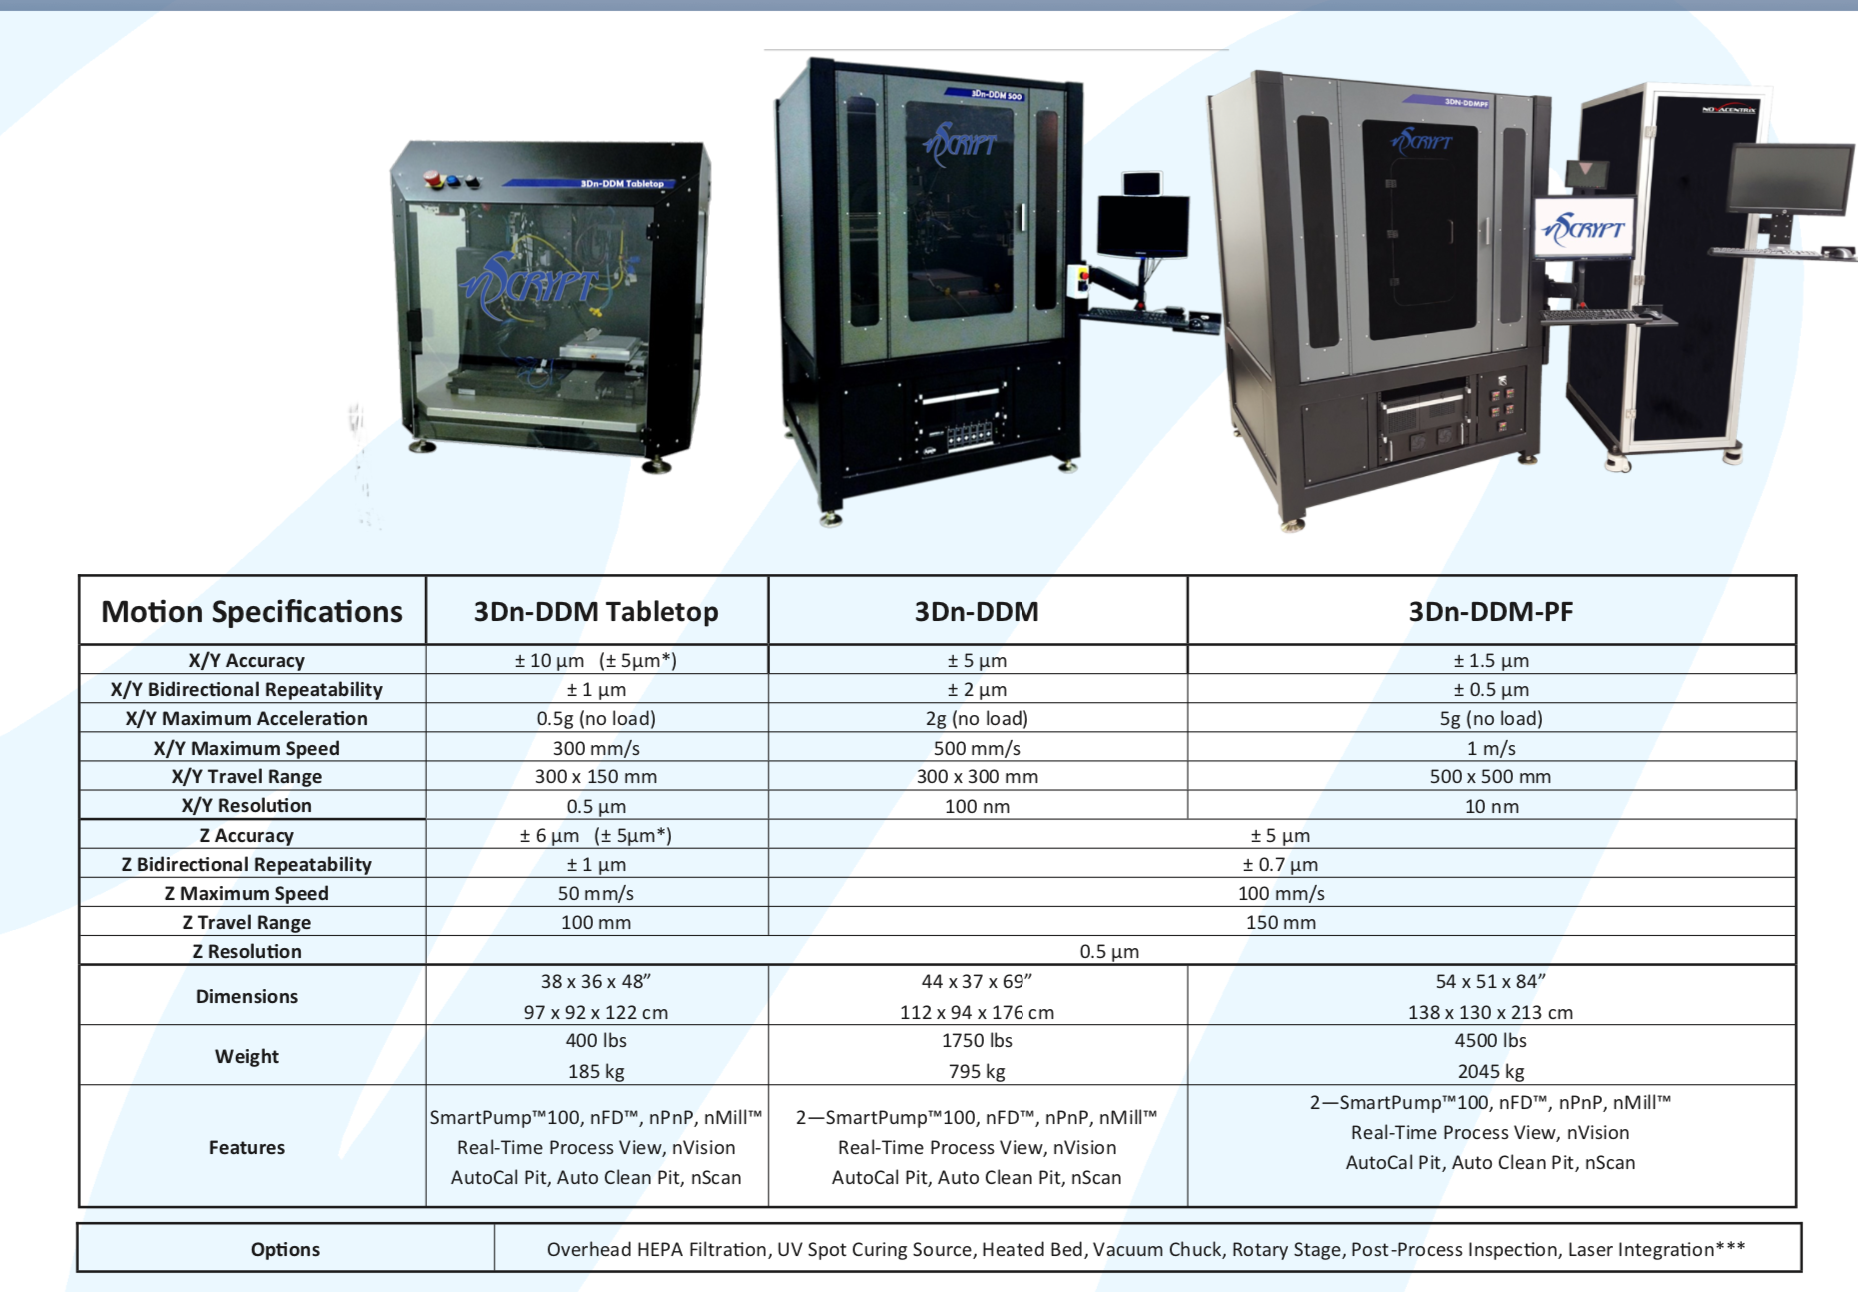 3Dn-DDM Tabletop
nSCRYPT
3Dn-DDM 500
nSCRYPT
3DN-DDMPF
nSCRYPT
nSCRYPT
NOVACENTRIX
Motion Specifications 3Dn-DDM Tabletop 3Dn-DDM 3Dn-DDM-PF
X/Y Accuracy ± 10 µm (± 5µm*) ± 5 µm ± 1.5 µm
X/Y Bidirectional Repeatability ± 1 µm ± 2 µm ± 0.5 µm
X/Y Maximum Acceleration 0.5g (no load) 2g (no load) 5g (no load)
X/Y Maximum Speed 300 mm/s 500 mm/s 1 m/s
X/Y Travel Range 300 x 150 mm 300 x 300 mm 500 x 500 mm
X/Y Resolution 0.5 µm 100 nm 10 nm
Z Accuracy ± 6 µm (± 5µm*) ± 5 µm
Z Bidirectional Repeatability ± 1 µm ± 0.7 µm
Z Maximum Speed 50 mm/s 100 mm/s
Z Travel Range 100 mm 150 mm
Z Resolution 0.5 µm
Dimensions
38 x 36 x 48”
97 x 92 x 122 cm
44 x 37 x 69”
112 x 94 x 176 cm
54 x 51 x 84”
138 x 130 x 213 cm
Weight
400 lbs
185 kg
1750 lbs
795 kg
4500 lbs
2045 kg
Features
SmartPump™100, nFD™, nPnP, nMill™
Real-Time Process View, nVision
AutoCal Pit, Auto Clean Pit, nScan
2—SmartPump™100, nFD™, nPnP, nMill™
Real-Time Process View, nVision
AutoCal Pit, Auto Clean Pit, nScan
2—SmartPump™100, nFD™, nPnP, nMill™
Real-Time Process View, nVision
AutoCal Pit, Auto Clean Pit, nScan
Options Overhead HEPA Filtration, UV Spot Curing Source, Heated Bed, Vacuum Chuck, Rotary Stage, Post-Process Inspection, Laser Integration***